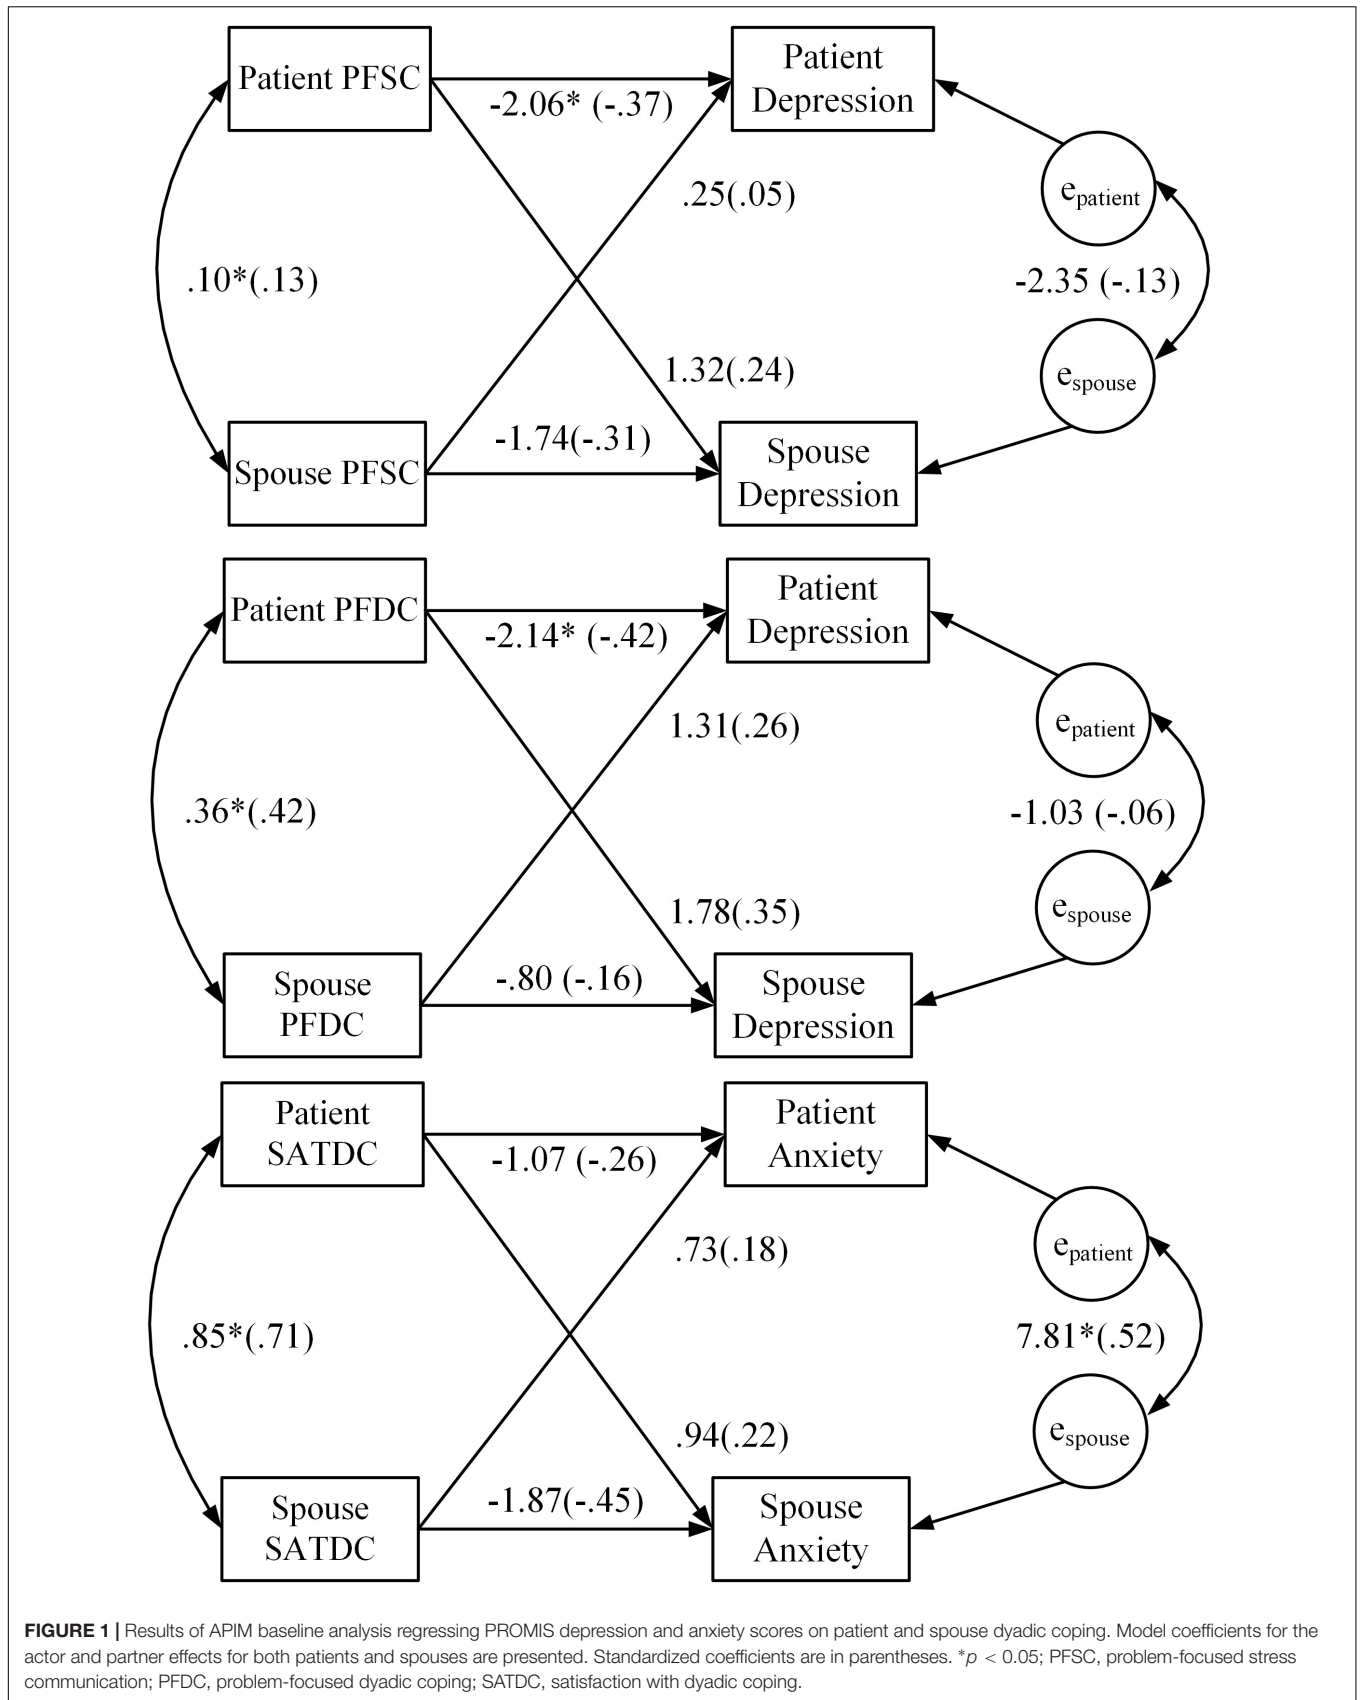 Patient PFSC
Patient
Depression
-2.06* (-.37)
e patient
.25(.05)
.10*(.13)
-2.35 (-.13)
1.32(.24)
e spouse
-1.74(-.31)
Spouse PFSC
Spouse
Depression
Patient PFDC
Patient
Depression
-2.14* (-.42)
e patient
1.31(.26)
.36*(.42)
-1.03 (-.06)
1.78(.35)
e spouse
-.80 (-.16)
Spouse
PFDC
Spouse
Depression
Patient
SATDC
Patient
Anxiety
-1.07 (-.26)
e patient
.73(.18)
.85*(.71)
7.81*(.52)
.94(.22)
e spouse
-1.87(-.45)
Spouse
SATDC
Spouse
Anxiety
FIGURE 1 | Results of APIM baseline analysis regressing PROMIS depression and anxiety scores on patient and spouse dyadic coping. Model coefficients for the
actor and partner effects for both patients and spouses are presented. Standardized coefficients are in parentheses. *p < 0.05; PFSC, problem-focused stress
communication; PFDC, problem-focused dyadic coping; SATDC, satisfaction with dyadic coping.